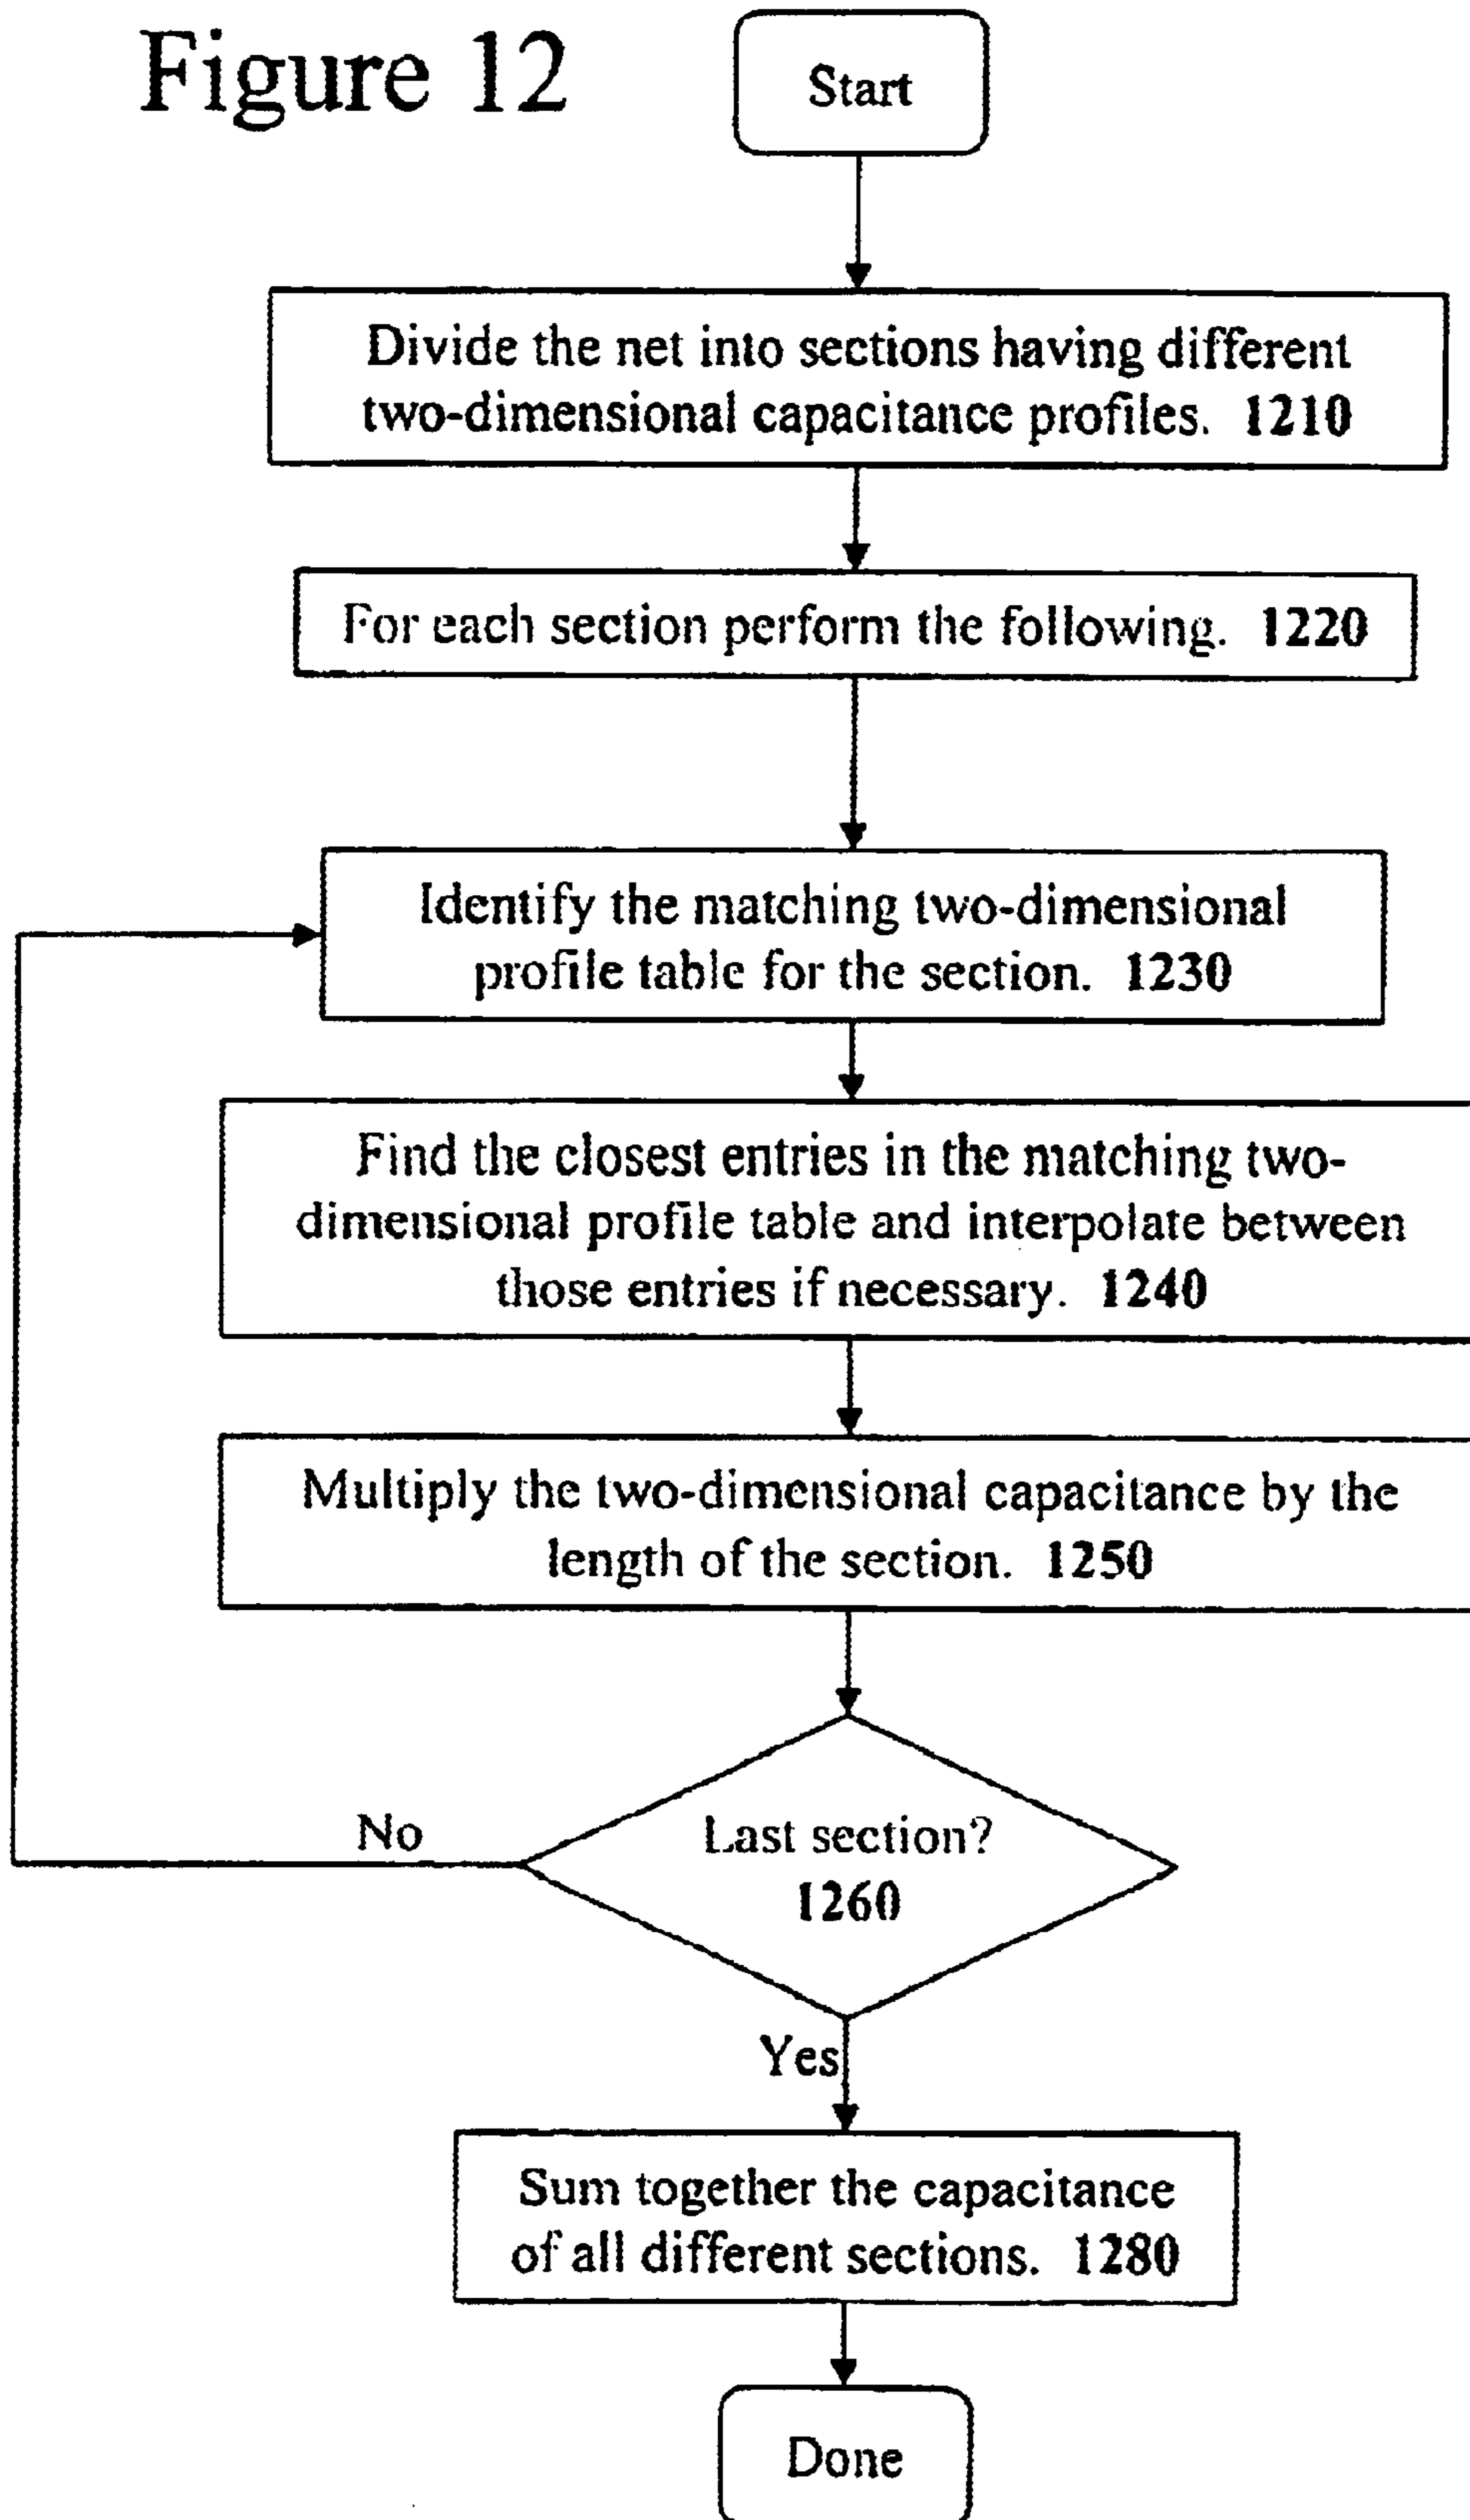 Figure 12
Start
Divide the net into sections having different
two-dimensional capacitance profiles. 1210
For each section perform the following. 1220
Identify the matching two-dimensional
profile table for the section. 1230
Find the closest entries in the matching two-
dimensional profile table and interpolate between
those entries if necessary. 1240
Multiply the two-dimensional capacitance by the
length of the section. 1250
Last section?
1260
No
Yes
Sum together the capacitance
of all different sections. 1280
Done